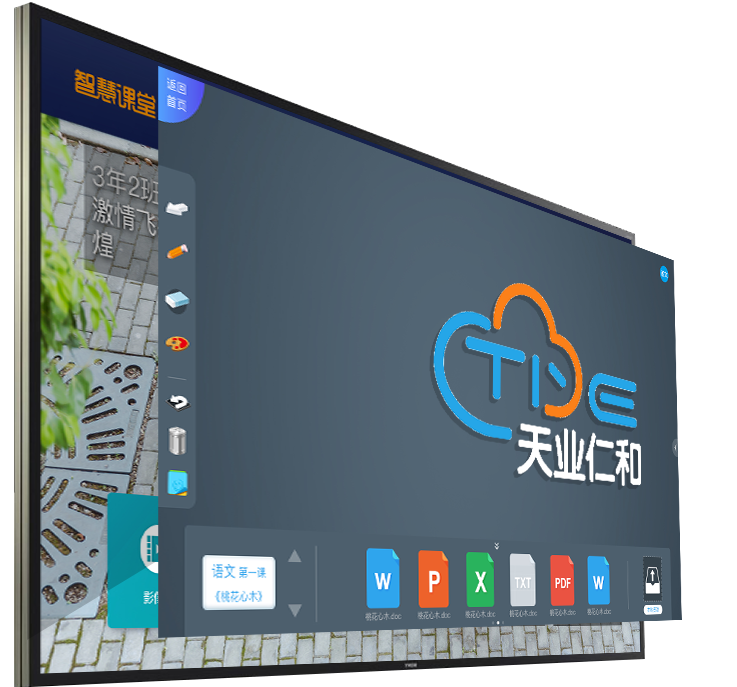 智慧课堂
返回
首页
3年2班
激情飞
煌
TDE
天业仁和
语文 第一课
《桃花心木》
W
P
X
TXT
PDF
W
桃花心木.doc
桃花心木.doc
桃花心木.doc
桃花心木.doc
桃花心木.doc
桃花心木.doc